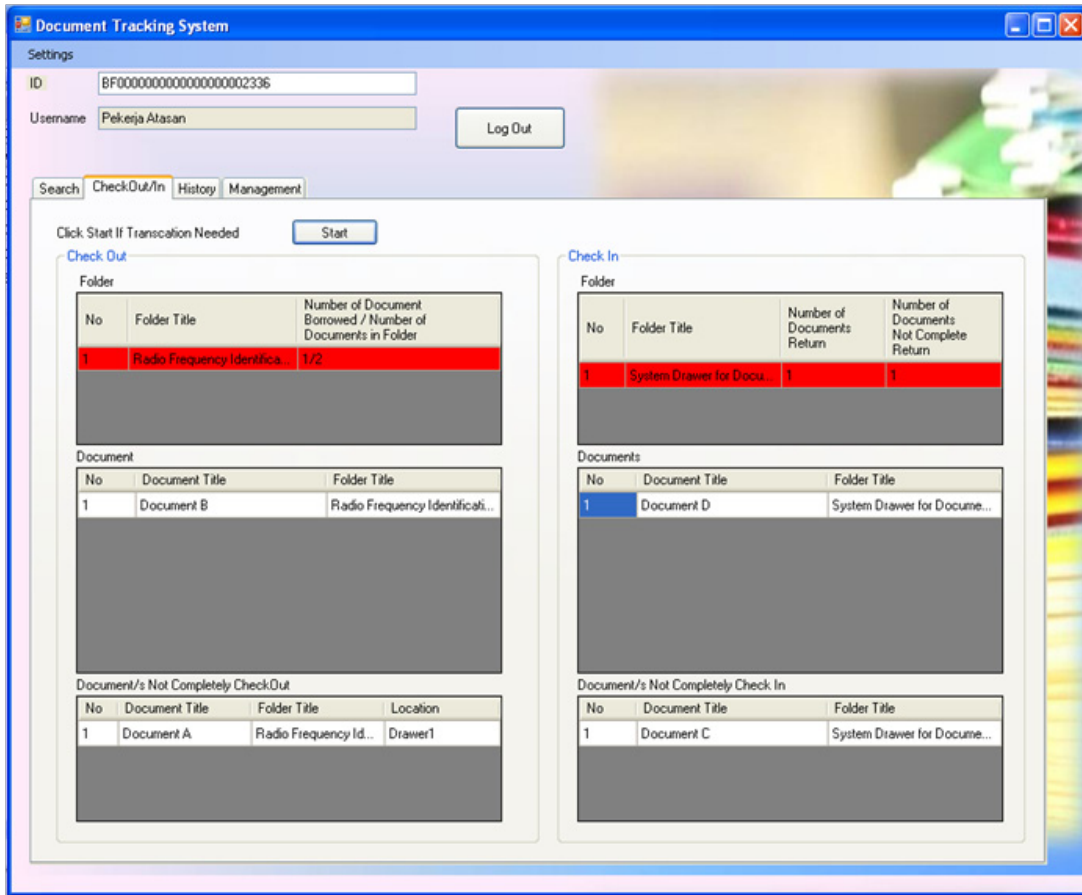 Document Tracking System
Settings
ID BF0000000000000000002336
Username Pekerja Atasan
Log Out
Search CheckOut/In History Management
Click Start If Transcation Needed Start
Check Out
Folder
No Folder Title Number of Document Borrowed / Number of Documents in Folder
1 Radio Frequency Identifica... 1/2
Document
No Document Title Folder Title
1 Document B Radio Frequency Identificati...
Document/s Not Completely CheckOut
No Document Title Folder Title Location
1 Document A Radio Frequency Id... Drawer1
Check In
Folder
No Folder Title Number of Documents Return Number of Documents Not Complete Return
1 System Drawer for Docu... 1 1
Documents
No Document Title Folder Title
1 Document D System Drawer for Docume...
Document/s Not Completely Check In
No Document Title Folder Title
1 Document C System Drawer for Docume...